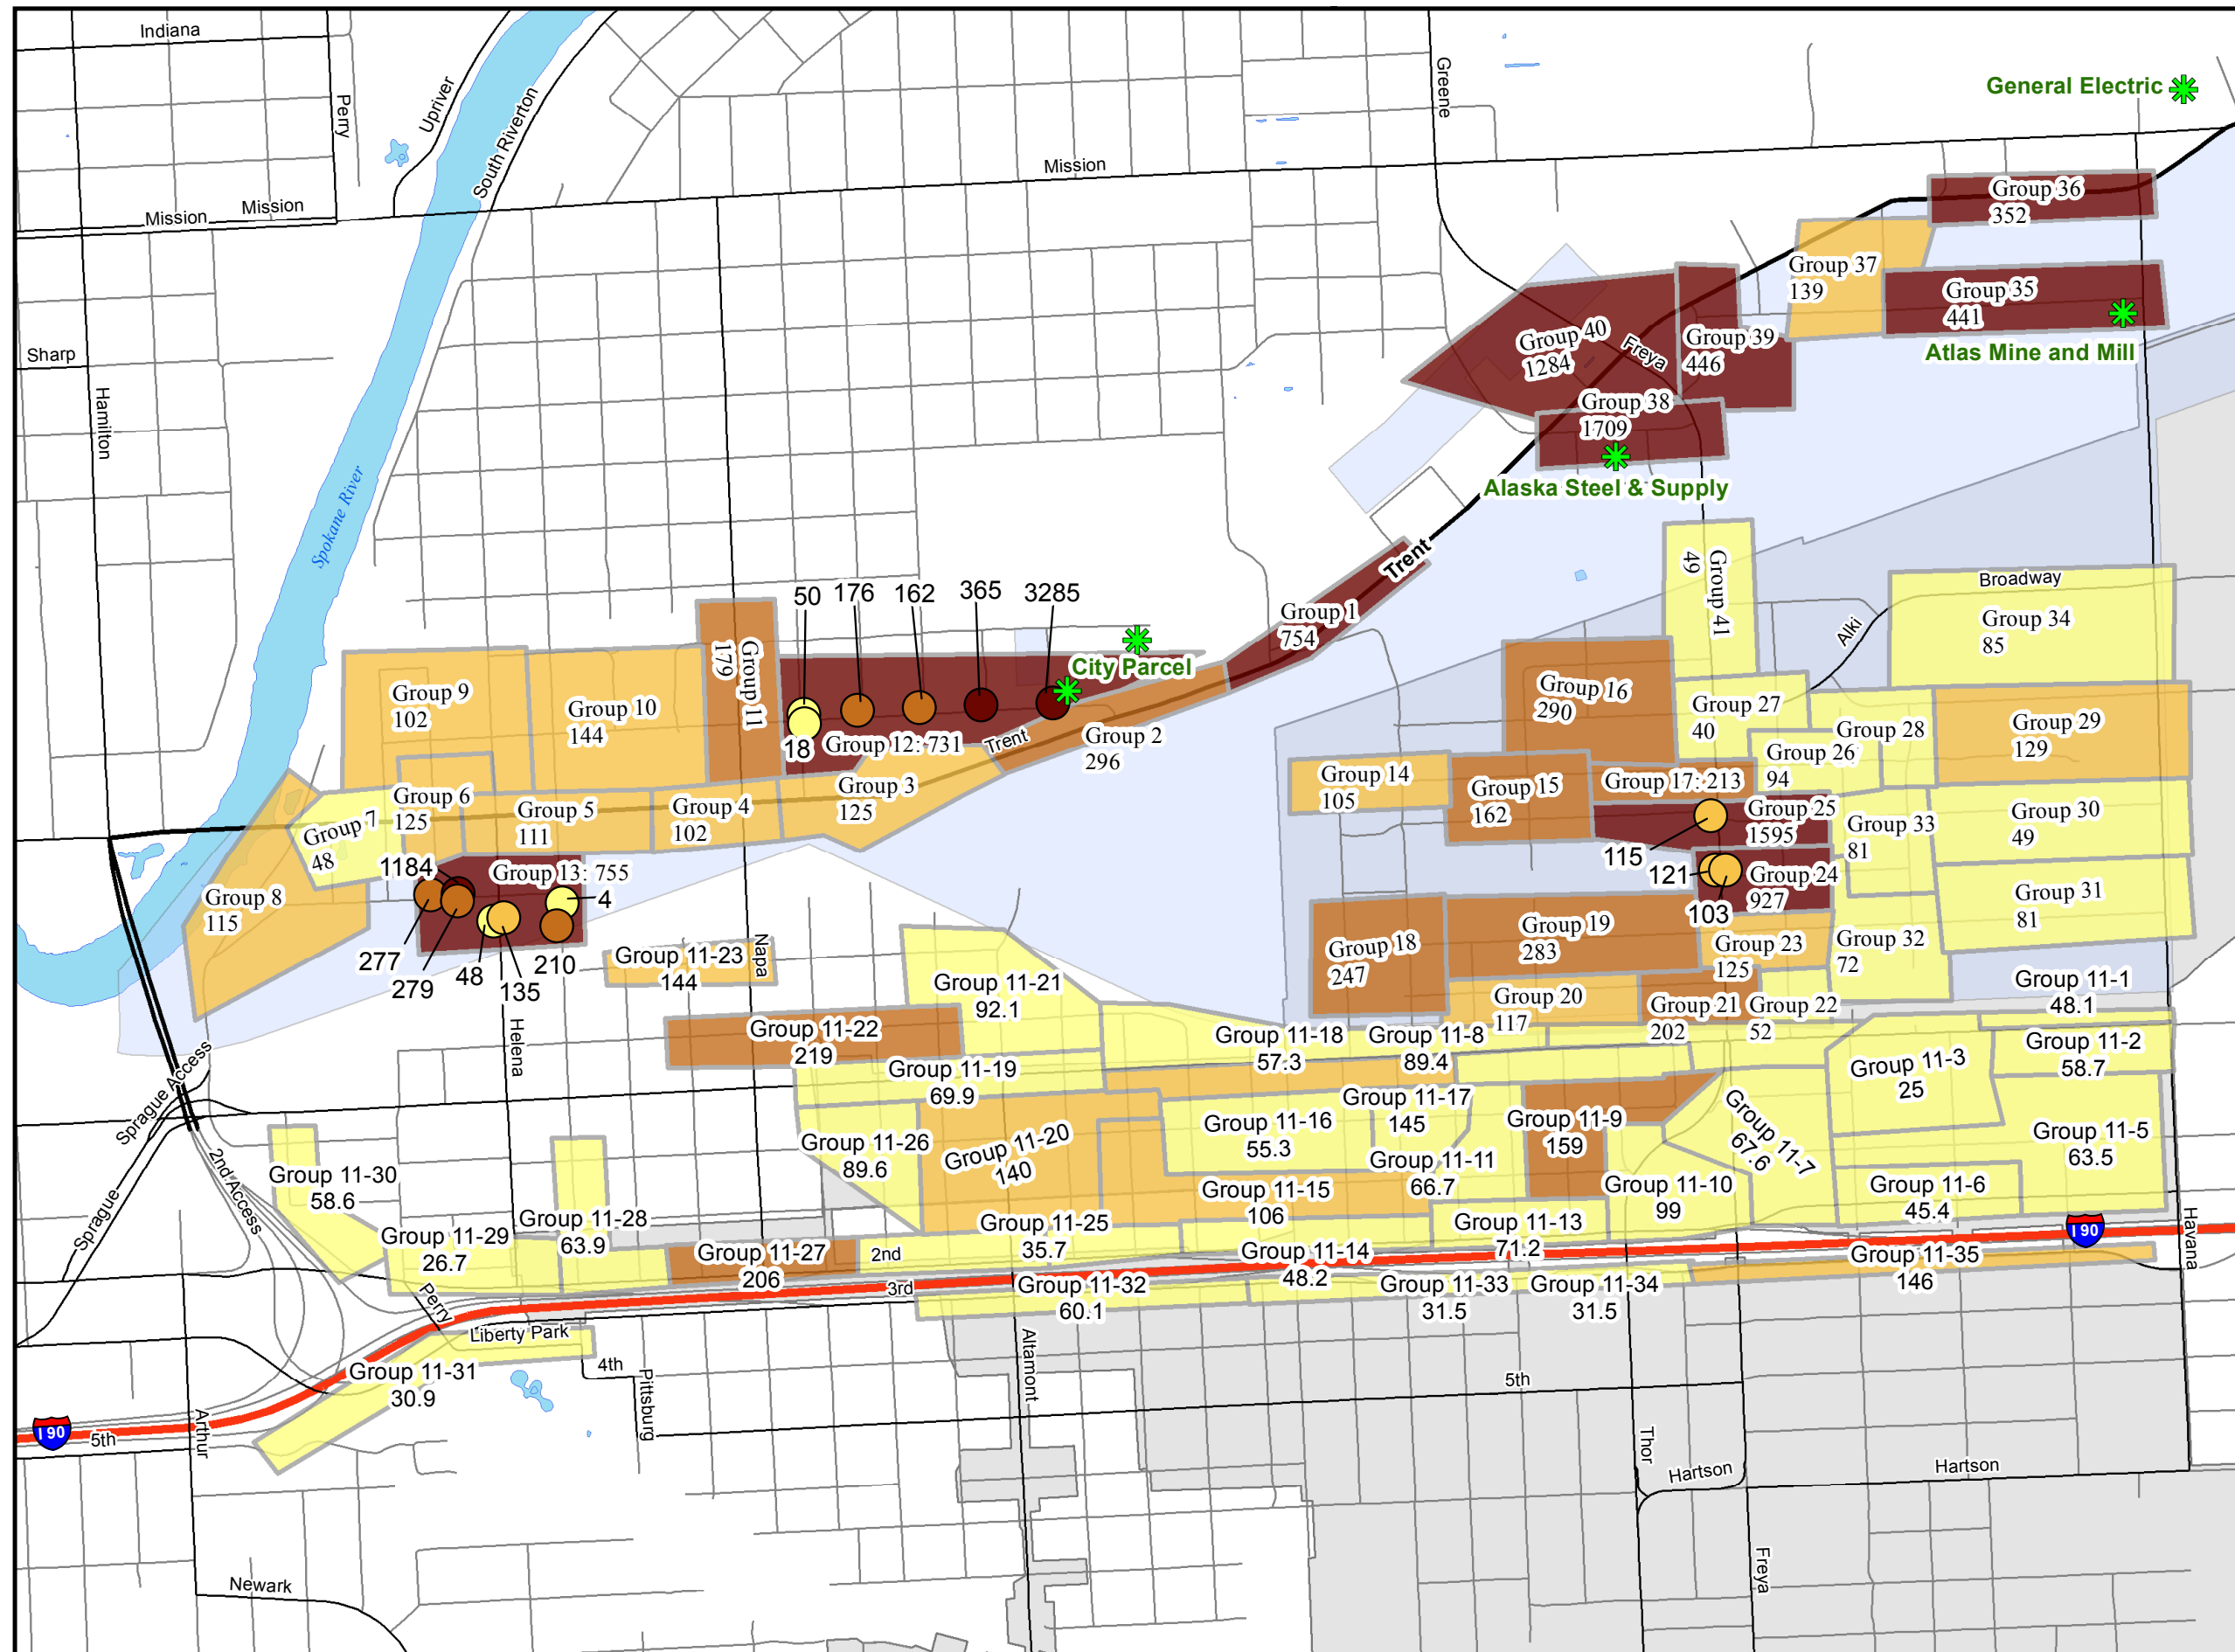 Indiana
Perry
Upriver
South Riverton
Greene
General Electric
Mission
Mission
Mission
Group 36
352
Group 37
139
Group 35
441
Atlas Mine and Mill
Group 40
1284
Freya
Group 39
446
Group 38
1709
Alaska Steel & Supply
Sharp
Hamilton
Spokane River
Trent
Group 41
49
Broadway
Group 34
85
Alki
50
176
162
365
3285
Group 1
754
City Parcel
Group 9
102
Group 10
144
Group 11
179
18
Group 12: 731
Trent
Group 2
296
Group 16
290
Group 27
40
Group 28
Group 29
129
Group 26
94
Group 6
125
Group 5
111
Group 4
102
Group 3
125
Group 14
105
Group 15
162
Group 17: 213
Group 25
1595
Group 33
81
Group 30
49
Group 7
48
1184
Group 13: 755
4
115
121
Group 24
927
103
Group 31
81
Group 8
115
277
279
48
135
210
Group 11-23
144
Napa
Group 11-21
92.1
Group 18
247
Group 19
283
Group 23
125
Group 32
72
Group 11-1
48.1
Group 20
117
Group 21
202
Group 22
52
Helena
Group 11-22
219
Group 11-18
57.3
Group 11-8
89.4
Group 11-2
58.7
Group 11-3
25
Group 11-19
69.9
Sprague Access
Group 11-17
145
Group 11-16
55.3
Group 11-9
159
Group 11-7
67.6
Group 11-5
63.5
Group 11-26
89.6
Group 11-20
140
Group 11-11
66.7
2nd Access
Group 11-30
58.6
Sprague
Group 11-15
106
Group 11-10
99
Group 11-6
45.4
Group 11-28
63.9
Group 11-29
26.7
Group 11-25
35.7
Group 11-13
71.2
I 90
Havana
Group 11-27
206
2nd
Group 11-14
48.2
Group 11-35
146
3rd
Perry
Group 11-32
60.1
Group 11-33
31.5
Group 11-34
31.5
Liberty Park
4th
Group 11-31
30.9
Pittsburg
Altamont
5th
I 90
5th
Arthur
Thor
Hartson
Hartson
Newark
Freya